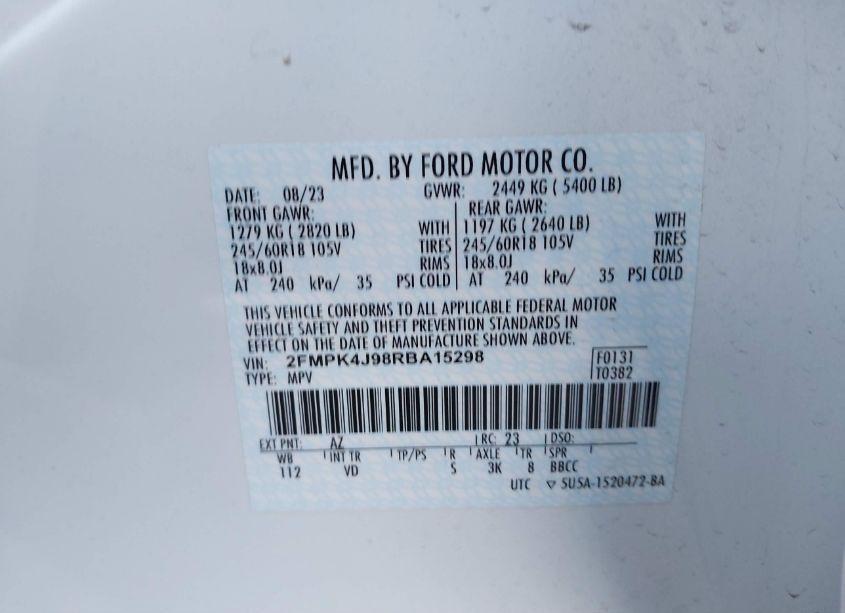 MFD. BY FORD MOTOR CO.
DATE: 08/23 GVWR: 2449 KG ( 5400 LB)
FRONT GAWR: REAR GAWR:
1279 KG ( 2820 LB) WITH 1197 KG ( 2640 LB) WITH
245/60R18 105V TIRES 245/60R18 105V TIRES
18x8.0J RIMS 18x8.0J RIMS
AT 240 kPa/ 35 PSI COLD AT 240 kPa/ 35 PSI COLD
THIS VEHICLE CONFORMS TO ALL APPLICABLE FEDERAL MOTOR
VEHICLE SAFETY AND THEFT PREVENTION STANDARDS IN
EFFECT ON THE DATE OF MANUFACTURE SHOWN ABOVE.
VIN: 2FMPK4J98RBA15298 F0131
TYPE: MPV T0382
EXT PNT: AZ RC: 23 DSO:
WB INT TR TP/PS R AXLE TR SPR
112 VD S 3K 8 BBCC
UTC ▽ 5U5A-1520472-BA